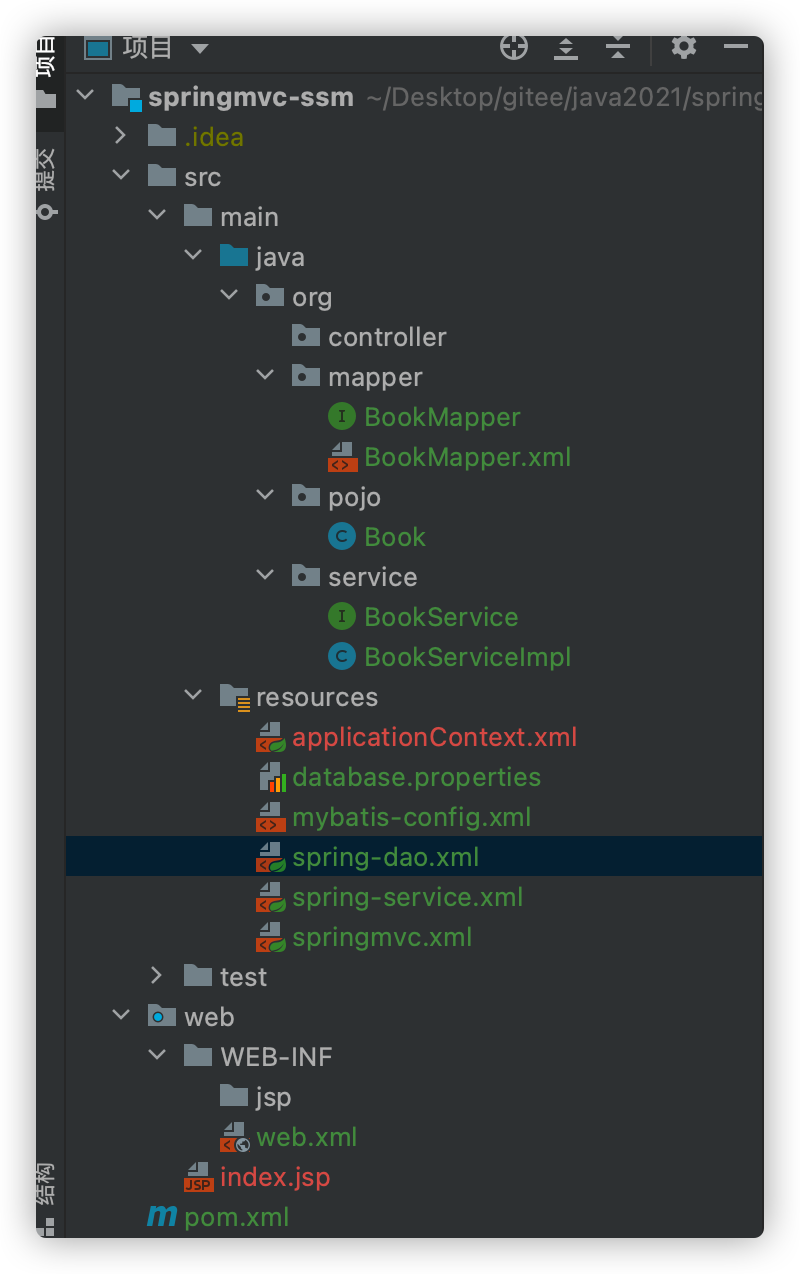 项目
项目
springmvc-ssm ~/Desktop/gitee/java2021/spring
.idea
提交
src
main
java
org
controller
mapper
I BookMapper
<> BookMapper.xml
pojo
C Book
service
I BookService
C BookServiceImpl
resources
applicationContext.xml
database.properties
<> mybatis-config.xml
spring-dao.xml
spring-service.xml
springmvc.xml
test
web
WEB-INF
jsp
web.xml
JSP index.jsp
结构
m pom.xml